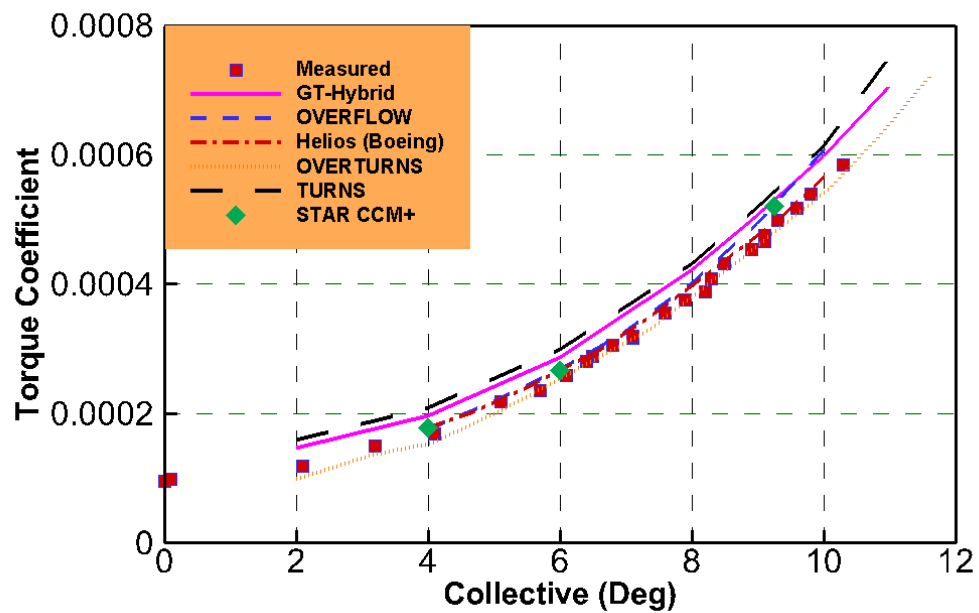 0.0008
0.0006
0.0004
0.0002
0
Torque Coefficient
Measured
GT-Hybrid
OVERFLOW
Helios (Boeing)
OVERTURNS
TURNS
STAR CCM+
0 2 4 6 8 10 12
Collective (Deg)